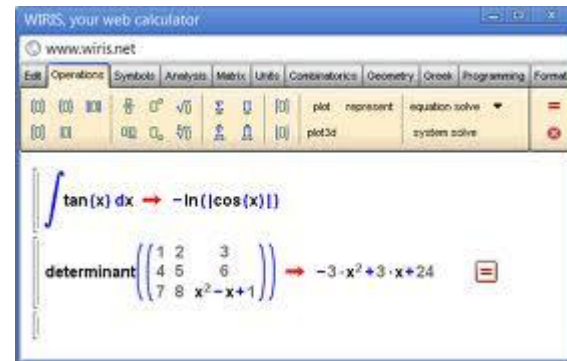 WIRIS, your web calculator
www.wiris.net
Edit Operations Symbols Analysis Matrix Units Combinatorics Geometry Greek Programming Format
plot represent equation solve
plot3d system solve
∫ tan(x) dx → -ln(|cos(x)|)
1 2 3
determinant 4 5 6 → -3·x²+3·x+24 =
7 8 x²-x+1